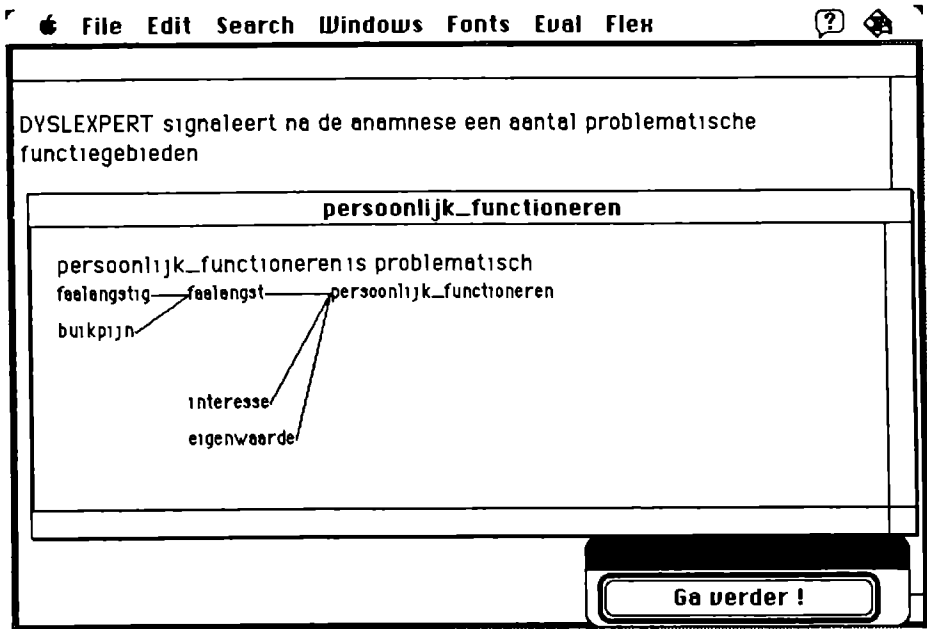 File Edit Search Windows Fonts Eval Flex
DYSLEXPERT signaleert na de anamnese een aantal problematische
functiegebieden
persoonlijk_functioneren
persoonlijk_functioneren is problematisch
faalangstig faalangst persoonlijk_functioneren
buikpijn
interesse
eigenwaarde
Ga verder !